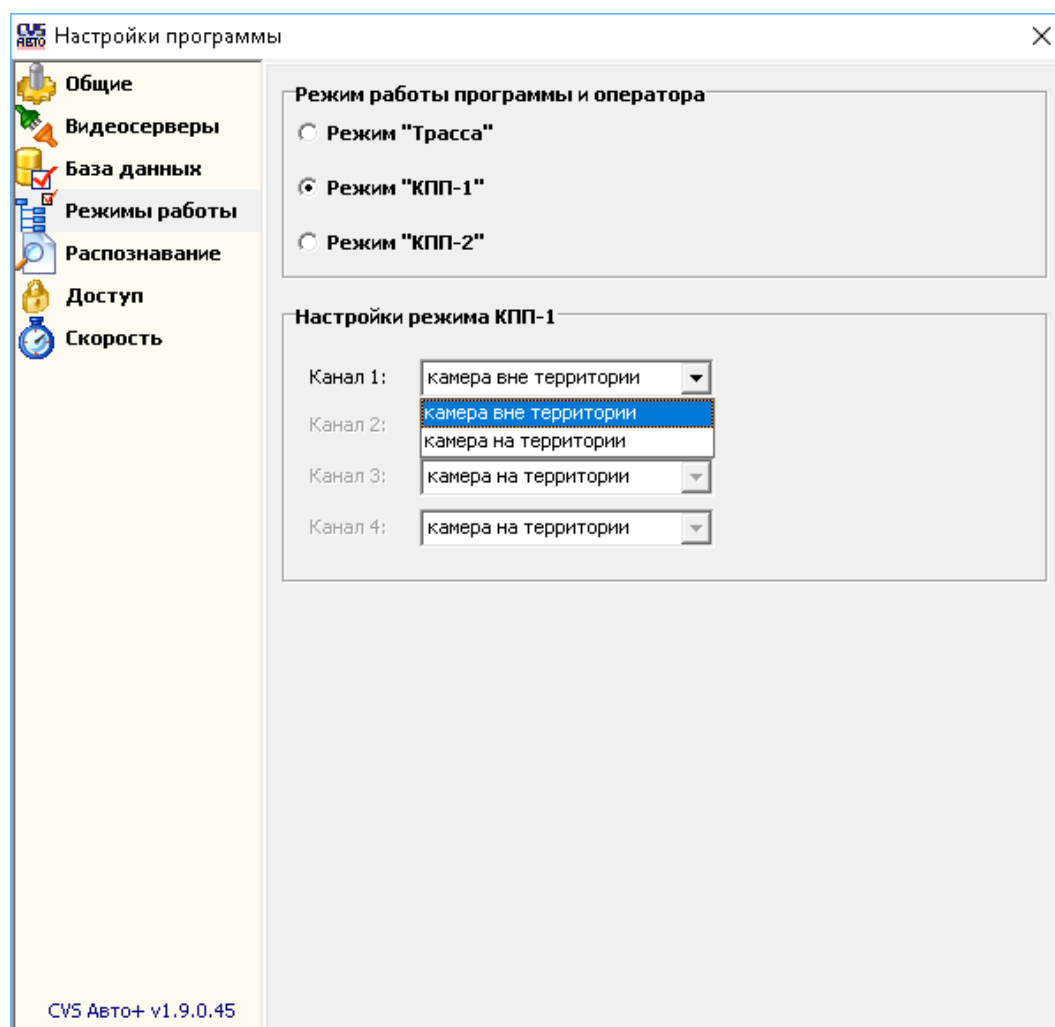 CVS АВТО Настройки программы
Общие
Видеосерверы
База данных
Режимы работы
Распознавание
Доступ
Скорость
CVS Авто+ v1.9.0.45
Режим работы программы и оператора
Режим "Трасса"
Режим "КПП-1"
Режим "КПП-2"
Настройки режима КПП-1
Канал 1: камера вне территории
камера вне территории
Канал 2:
камера на территории
Канал 3: камера на территории
Канал 4: камера на территории